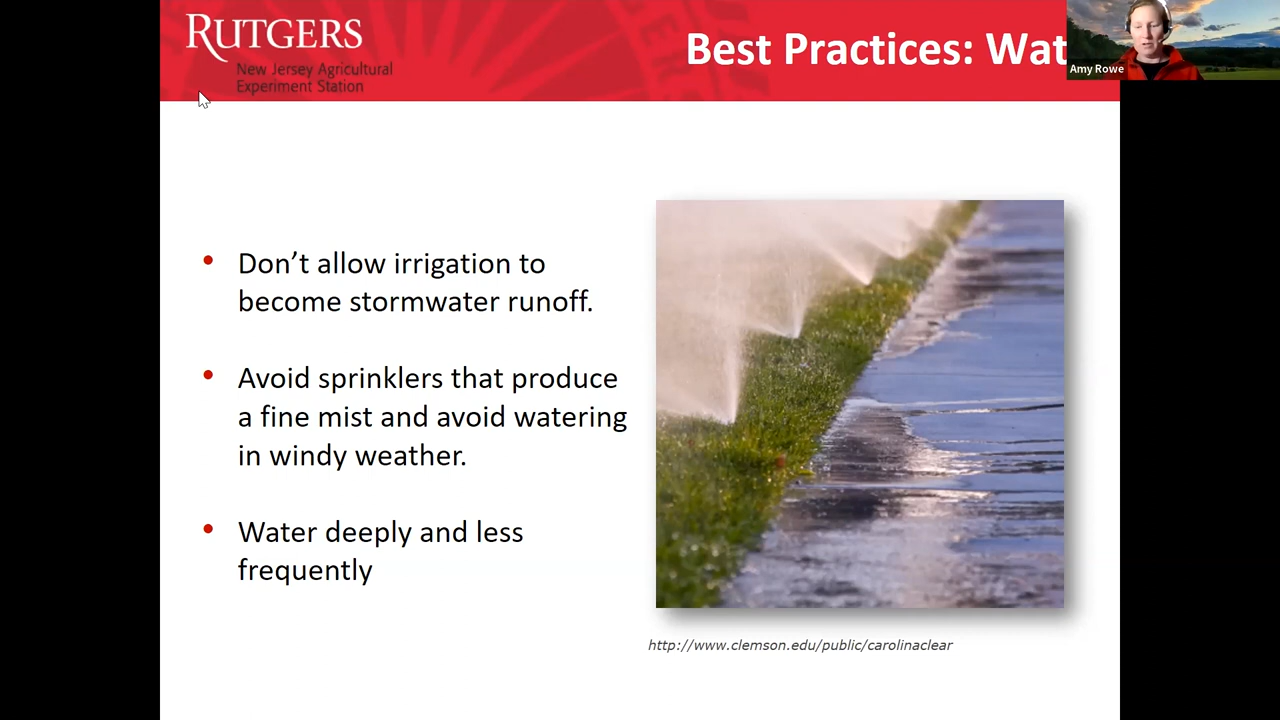 RUTGERS
New Jersey Agricultural
Experiment Station
Best Practices: Wat
Amy Rowe
• Don’t allow irrigation to
become stormwater runoff.
• Avoid sprinklers that produce
a fine mist and avoid watering
in windy weather.
• Water deeply and less
frequently
http://www.clemson.edu/public/carolinaclear